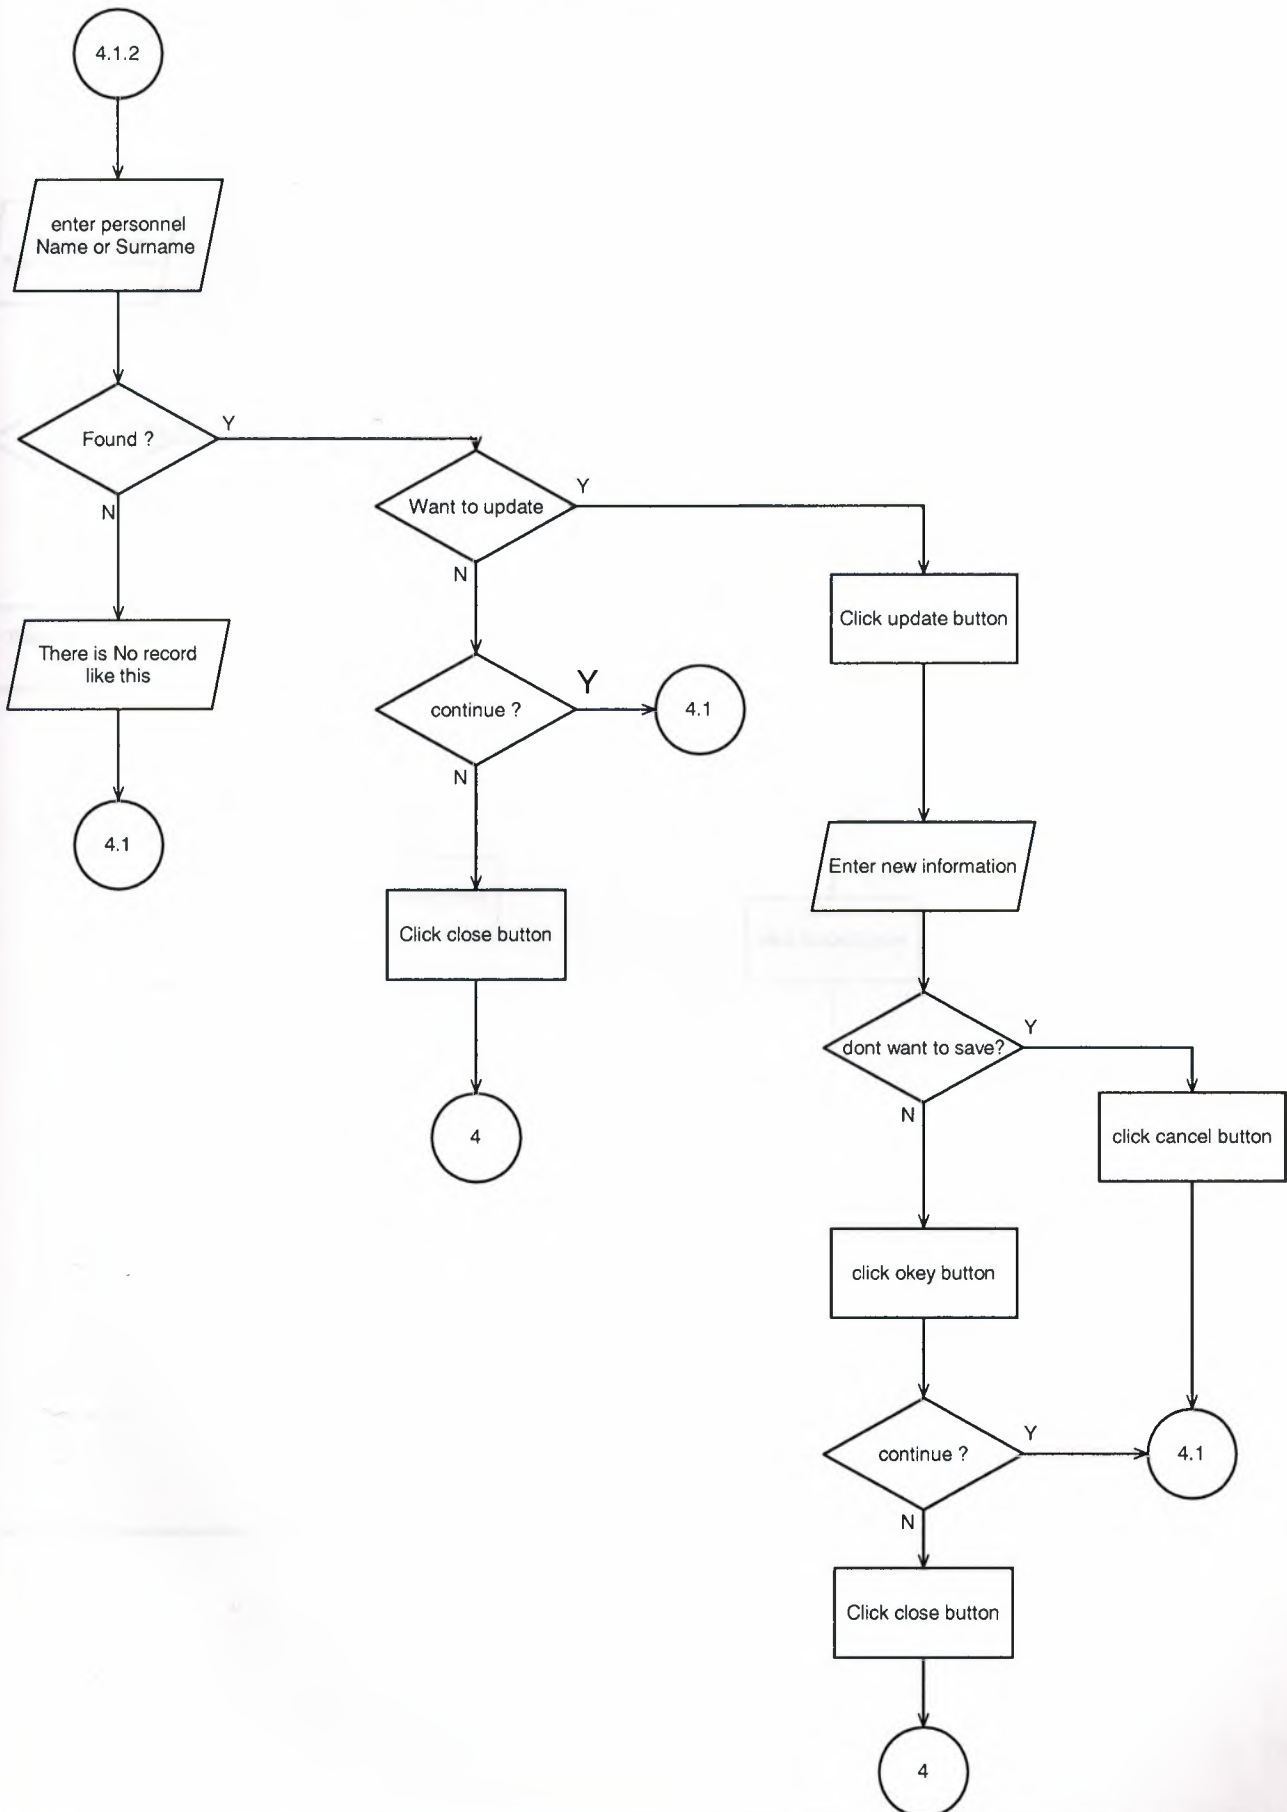 4.1.2
enter personnel
Name or Surname
Found ?
Y
N
There is No record
like this
4.1
Want to update
Y
N
continue ?
Y
4.1
N
Click close button
4
Click update button
Enter new information
dont want to save?
Y
N
click cancel button
click okey button
continue ?
Y
4.1
N
Click close button
4